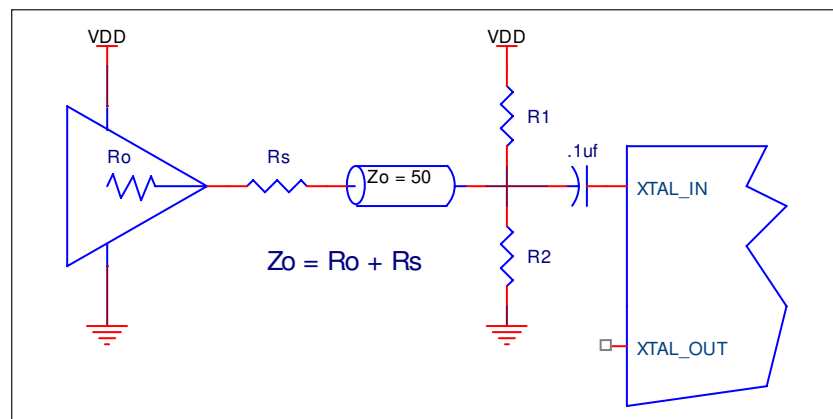 VDD
VDD
R1
Ro
Rs
Zo = 50
.1uf
XTAL_IN
Zo = Ro + Rs
R2
XTAL_OUT